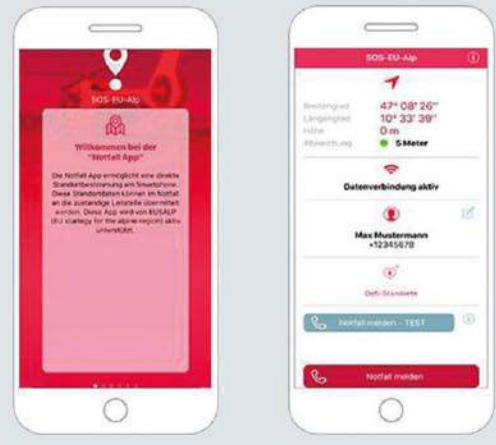 SOS-EU-Alp
Willkommen bei der
"Notfall App"
Die Notfall App ermöglicht eine direkte
Standortbestimmung am Smartphone.
Diese Standortdaten können im Notfall
an die zuständige Leitstelle übermittelt
werden. Diese App wird von EUSALP
(EU startegy for the alpine region) aktiv
unterstützt.
SOS-EU-Alp
Breitengrad 47° 08' 26"
Längengrad 10° 33' 39"
Höhe 0 m
Abweichung 5 Meter
Datenverbindung aktiv
Max Mustermann
+12345678
Defi-Standorte
Notfall melden - TEST
Notfall melden